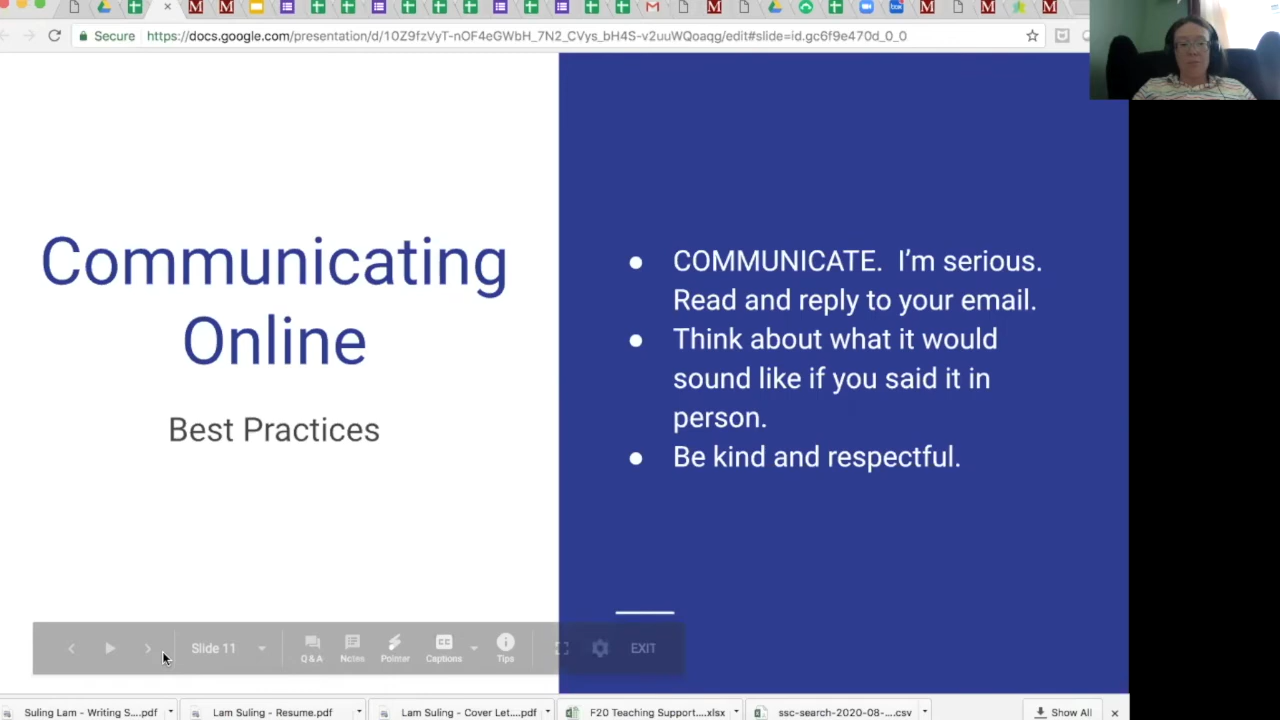 Secure https://docs.google.com/presentation/d/10Z9fzVyT-nOF4eGWbH_7N2_CVys_bH4S-v2uuWQoaqg/edit#slide=id.gc6f9e470d_0_0
Communicating
Online
Best Practices
● COMMUNICATE. I’m serious.
Read and reply to your email.
● Think about what it would
sound like if you said it in
person.
● Be kind and respectful.
Slide 11
Q&A Notes Pointer Captions Tips EXIT
Suling Lam - Writing S....pdf Lam Suling - Resume.pdf Lam Suling - Cover Let....pdf F20 Teaching Support....xlsx ssc-search-2020-08-....csv Show All